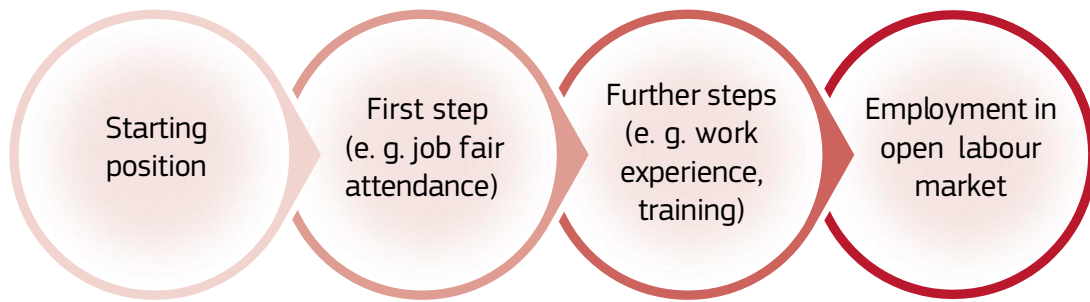 Starting
position
First step
(e. g. job fair
attendance)
Further steps
(e. g. work
experience,
training)
Employment in
open labour
market